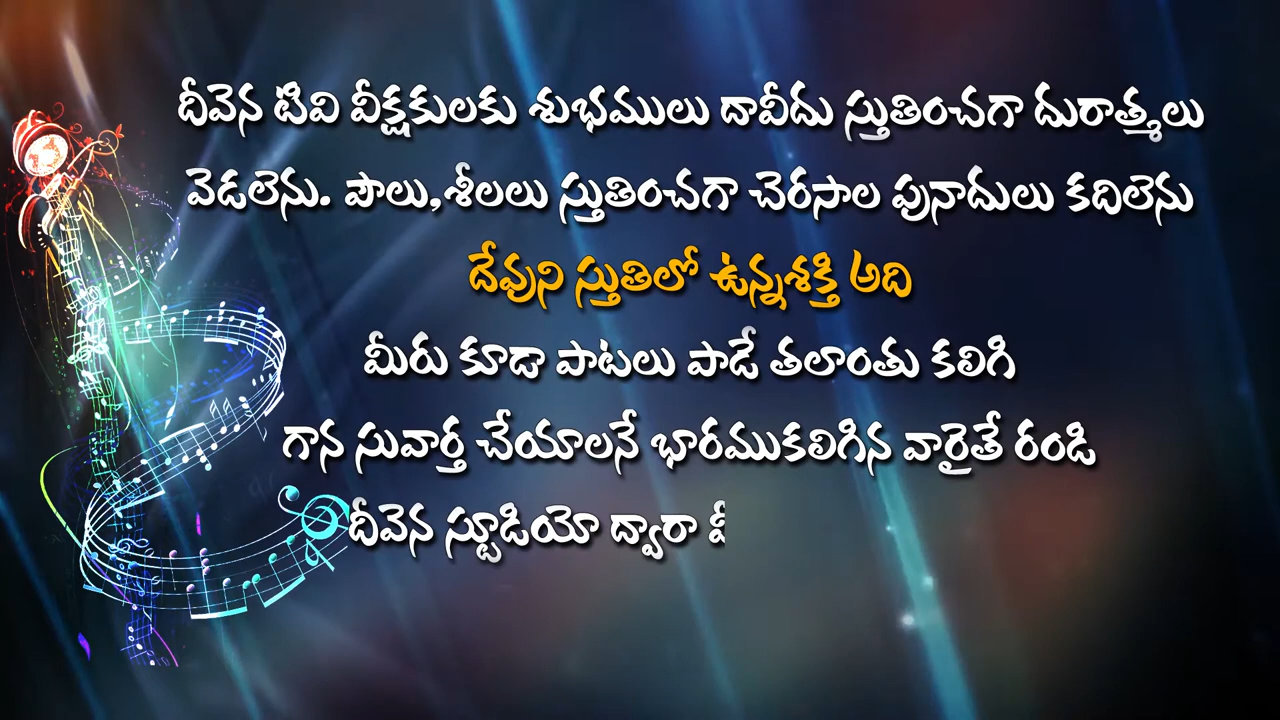 దీవెన టివి వీక్షకులకు శుభములు దావీదు స్తుతించగా దురాత్మలు
వెడలెను. పౌలు,శీలలు స్తుతించగా చెరసాల పునాదులు కదిలెను
దేవుని స్తుతిలో ఉన్నశక్తి అది
మీరు కూడా పాటలు పాడే తలాంతు కలిగి
గాన సువార్త చేయాలనే భారముకలిగిన వారైతే రండి
దీవెన స్టూడియో ద్వారా